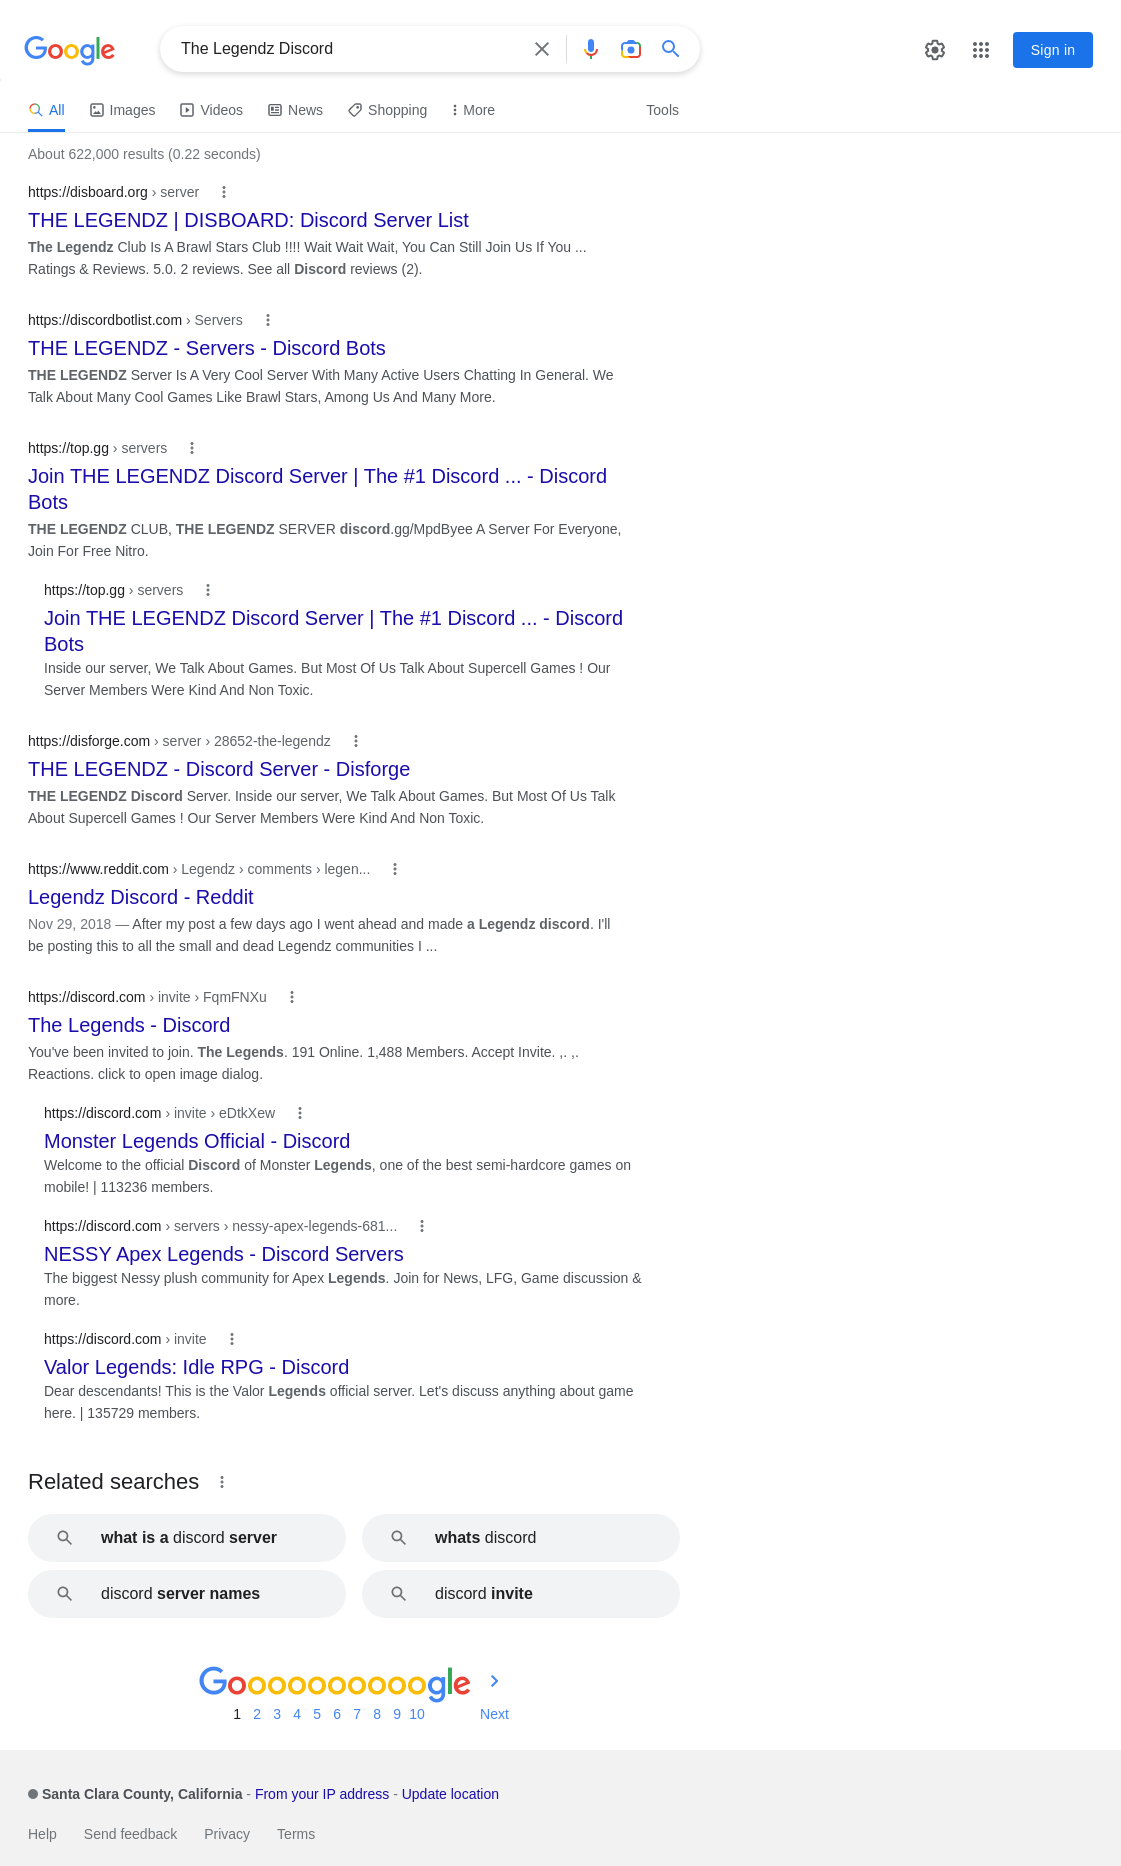 Google
The Legendz Discord
Sign in
All Images Videos News Shopping More Tools
About 622,000 results (0.22 seconds)
https://disboard.org › server
THE LEGENDZ | DISBOARD: Discord Server List
The Legendz Club Is A Brawl Stars Club !!!! Wait Wait Wait, You Can Still Join Us If You ...
Ratings & Reviews. 5.0. 2 reviews. See all Discord reviews (2).
https://discordbotlist.com › Servers
THE LEGENDZ - Servers - Discord Bots
THE LEGENDZ Server Is A Very Cool Server With Many Active Users Chatting In General. We
Talk About Many Cool Games Like Brawl Stars, Among Us And Many More.
https://top.gg › servers
Join THE LEGENDZ Discord Server | The #1 Discord ... - Discord
Bots
THE LEGENDZ CLUB, THE LEGENDZ SERVER discord.gg/MpdByee A Server For Everyone,
Join For Free Nitro.
https://top.gg › servers
Join THE LEGENDZ Discord Server | The #1 Discord ... - Discord
Bots
Inside our server, We Talk About Games. But Most Of Us Talk About Supercell Games ! Our
Server Members Were Kind And Non Toxic.
https://disforge.com › server › 28652-the-legendz
THE LEGENDZ - Discord Server - Disforge
THE LEGENDZ Discord Server. Inside our server, We Talk About Games. But Most Of Us Talk
About Supercell Games ! Our Server Members Were Kind And Non Toxic.
https://www.reddit.com › Legendz › comments › legen...
Legendz Discord - Reddit
Nov 29, 2018 — After my post a few days ago I went ahead and made a Legendz discord. I'll
be posting this to all the small and dead Legendz communities I ...
https://discord.com › invite › FqmFNXu
The Legends - Discord
You've been invited to join. The Legends. 191 Online. 1,488 Members. Accept Invite. ,. ,.
Reactions. click to open image dialog.
https://discord.com › invite › eDtkXew
Monster Legends Official - Discord
Welcome to the official Discord of Monster Legends, one of the best semi-hardcore games on
mobile! | 113236 members.
https://discord.com › servers › nessy-apex-legends-681...
NESSY Apex Legends - Discord Servers
The biggest Nessy plush community for Apex Legends. Join for News, LFG, Game discussion &
more.
https://discord.com › invite
Valor Legends: Idle RPG - Discord
Dear descendants! This is the Valor Legends official server. Let's discuss anything about game
here. | 135729 members.
Related searches
what is a discord server
whats discord
discord server names
discord invite
Goooooooooogle
1 2 3 4 5 6 7 8 9 10 Next
Santa Clara County, California - From your IP address - Update location
Help Send feedback Privacy Terms